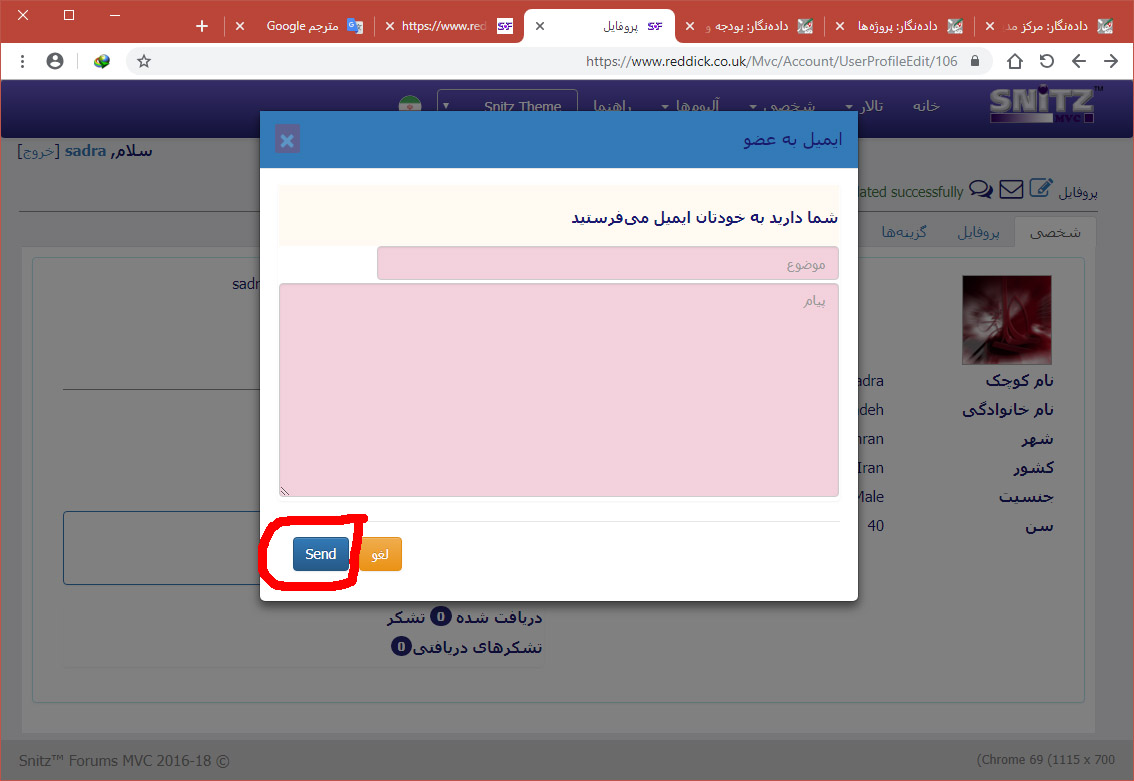 داده‌نگار: مرکز مد
داده‌نگار: پروژه‌ها
داده‌نگار: بودجه و
پروفایل
https://www.red
مترجم Google
https://www.reddick.co.uk/Mvc/Account/UserProfileEdit/106
SNiTZ™ MVC
خانه
تالار
شخصی
آلبوم‌ها
راهنما
Snitz Theme
سلام, sadra [خروج]
پروفایل
ated successfully
شخصی
پروفایل
گزینه‌ها
ایمیل به عضو
شما دارید به خودتان ایمیل می‌فرستید
موضوع
پیام
Send
لغو
sadr
نام کوچک adra
نام خانوادگی deh
شهر nran
کشور Iran
جنسیت Male
سن 40
دریافت شده 0 تشکر
تشکرهای دریافتی 0
Snitz™ Forums MVC 2016-18 ©
(Chrome 69 (1115 x 700